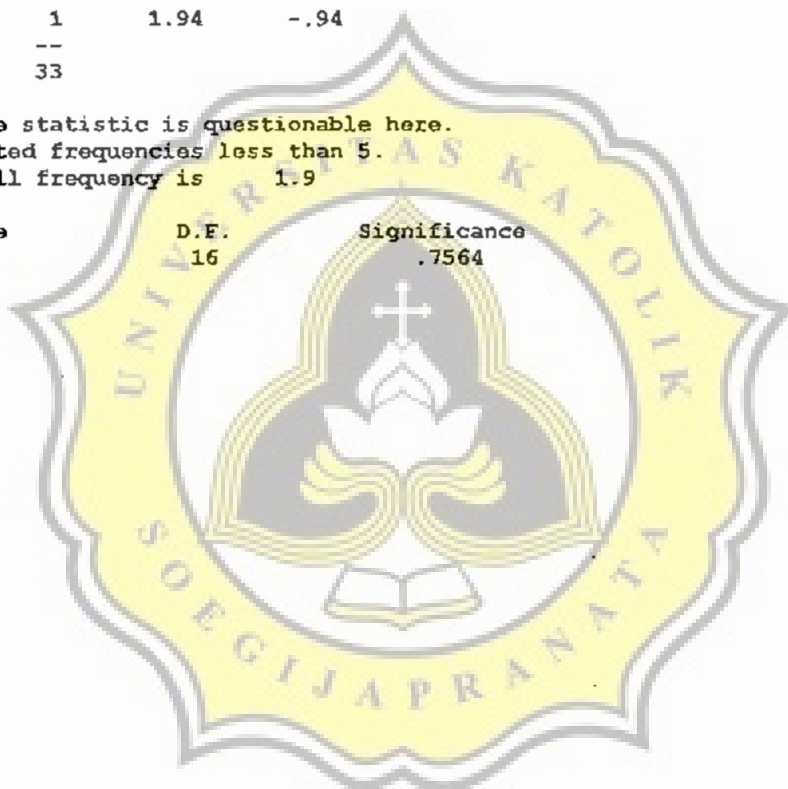 1 1.94 -.94
--
33
statistic is questionable here.
ted frequencies less than 5.
ll frequency is 1.9
D.F. Significance
16 .7564
UNIVERSITAS KATOLIK
SOEGIJAPRANATA